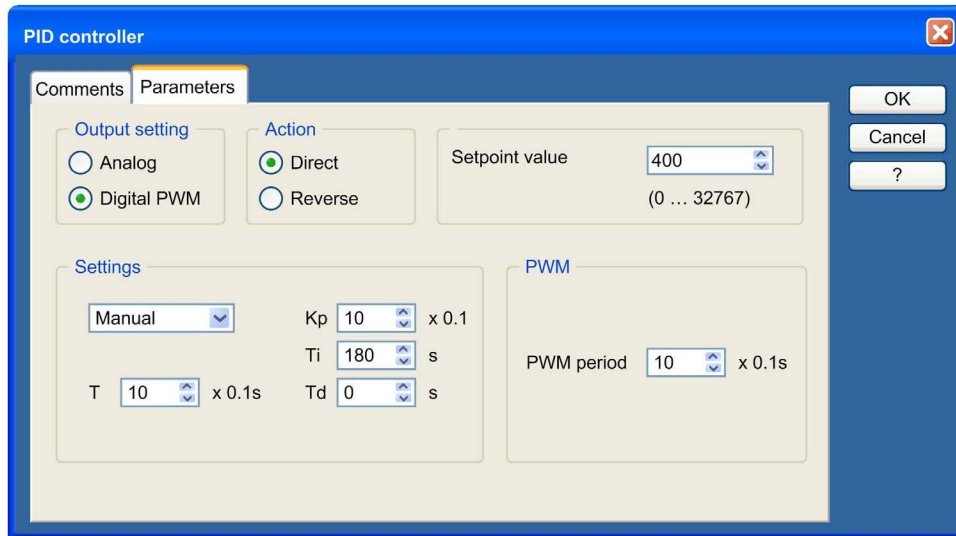 PID controller
Comments Parameters
OK
Cancel
?
Output setting
Analog
Digital PWM
Action
Direct
Reverse
Setpoint value 400
(0 … 32767)
Settings
Manual
T 10 x 0.1s
Kp 10 x 0.1
Ti 180 s
Td 0 s
PWM
PWM period 10 x 0.1s